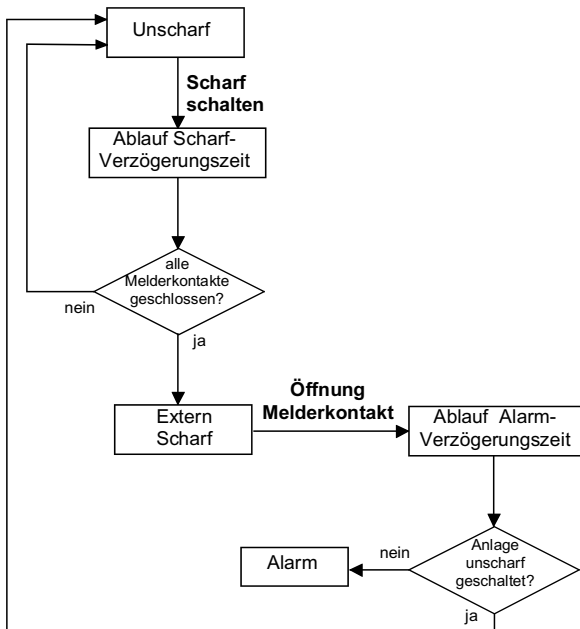 Unscharf
Scharf
schalten
Ablauf Scharf-
Verzögerungszeit
alle
Melderkontakte
geschlossen?
nein
ja
Extern
Scharf
Öffnung
Melderkontakt
Ablauf Alarm-
Verzögerungszeit
Anlage
unscharf
geschaltet?
nein
Alarm
ja